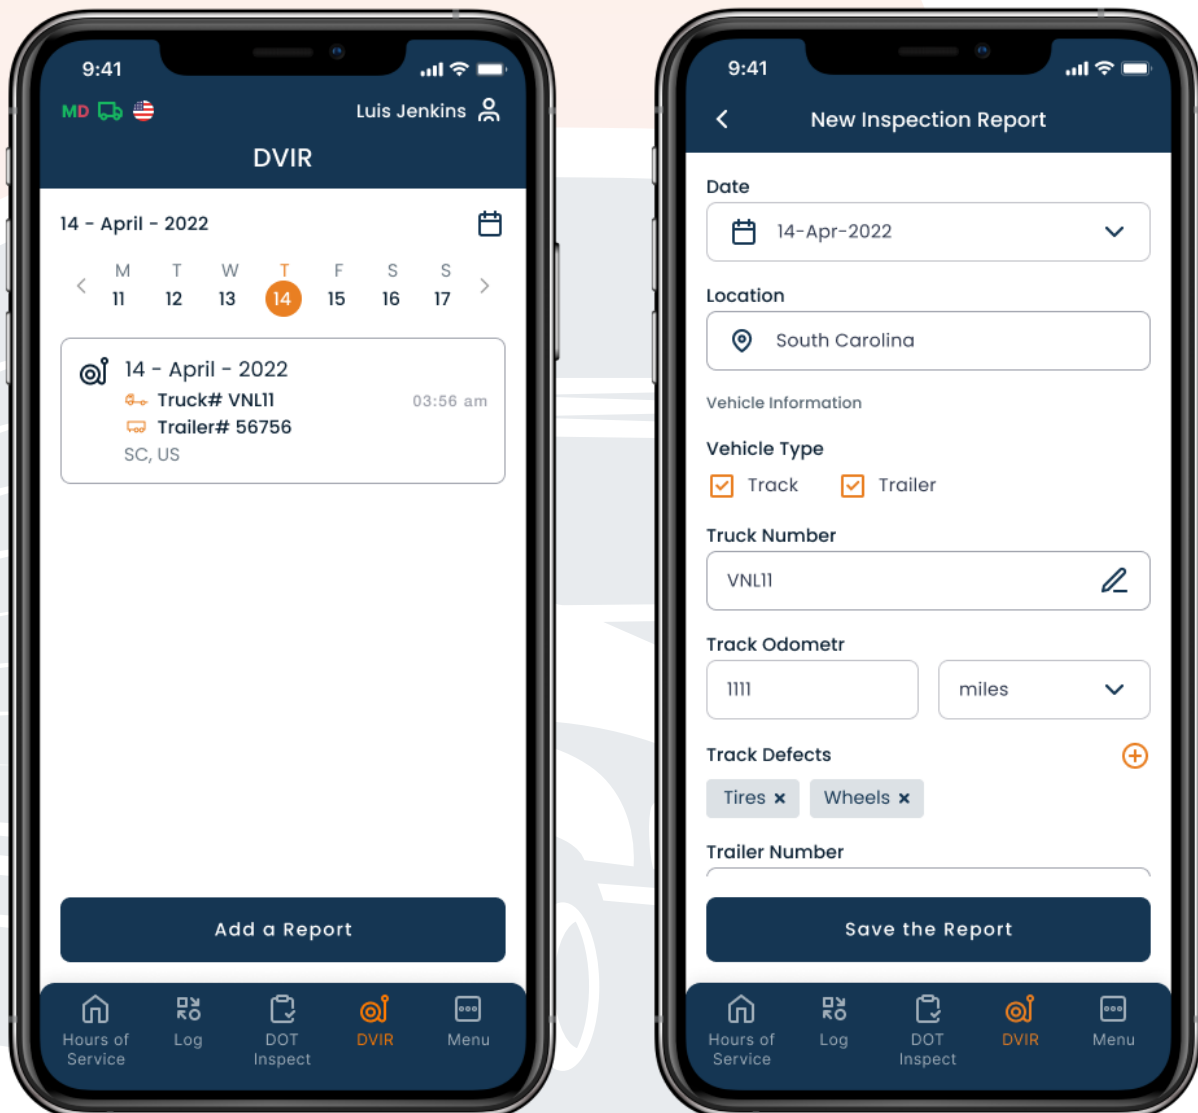 9:41
MD
Luis Jenkins
DVIR
14 - April - 2022
M T W T F S S
11 12 13 14 15 16 17
14 - April - 2022
Truck# VNL11
03:56 am
Trailer# 56756
SC, US
Add a Report
Hours of Service
Log
DOT Inspect
DVIR
Menu
9:41
New Inspection Report
Date
14-Apr-2022
Location
South Carolina
Vehicle Information
Vehicle Type
Track
Trailer
Truck Number
VNL11
Track Odometr
1111
miles
Track Defects
Tires ×
Wheels ×
Trailer Number
Save the Report
Hours of Service
Log
DOT Inspect
DVIR
Menu